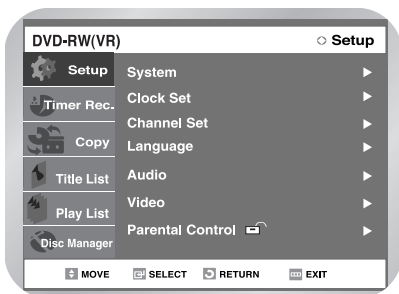 DVD-RW(VR) Setup
Setup
Timer Rec.
Copy
Title List
Play List
Disc Manager
System
Clock Set
Channel Set
Language
Audio
Video
Parental Control
MOVE SELECT RETURN EXIT